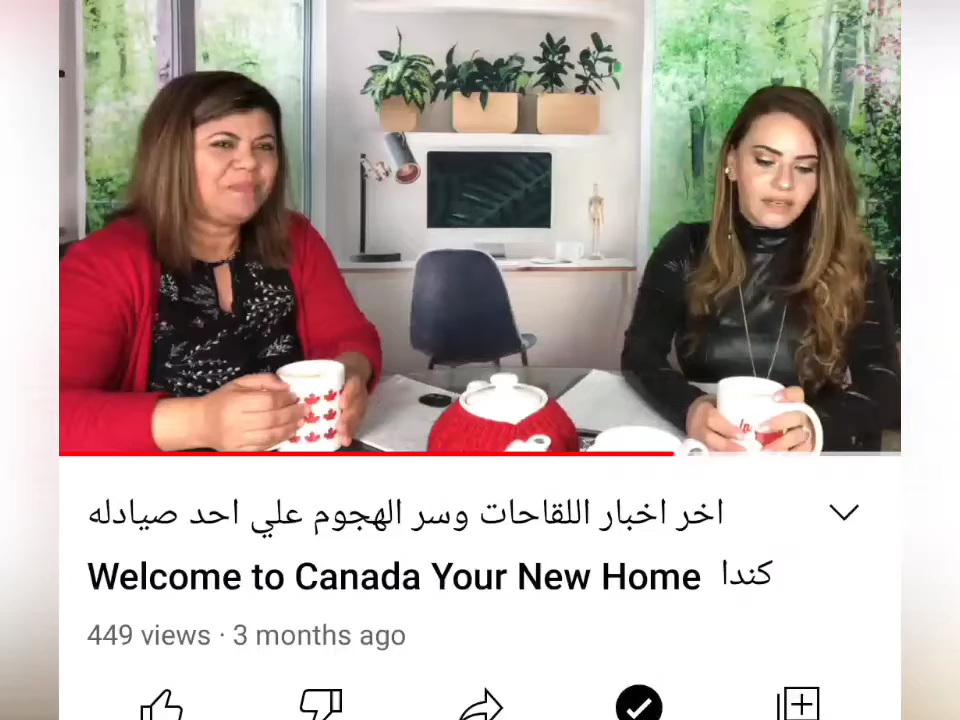 اخر اخبار اللقاحات وسر الهجوم علي احد صيادله
Welcome to Canada Your New Home كندا
449 views · 3 months ago